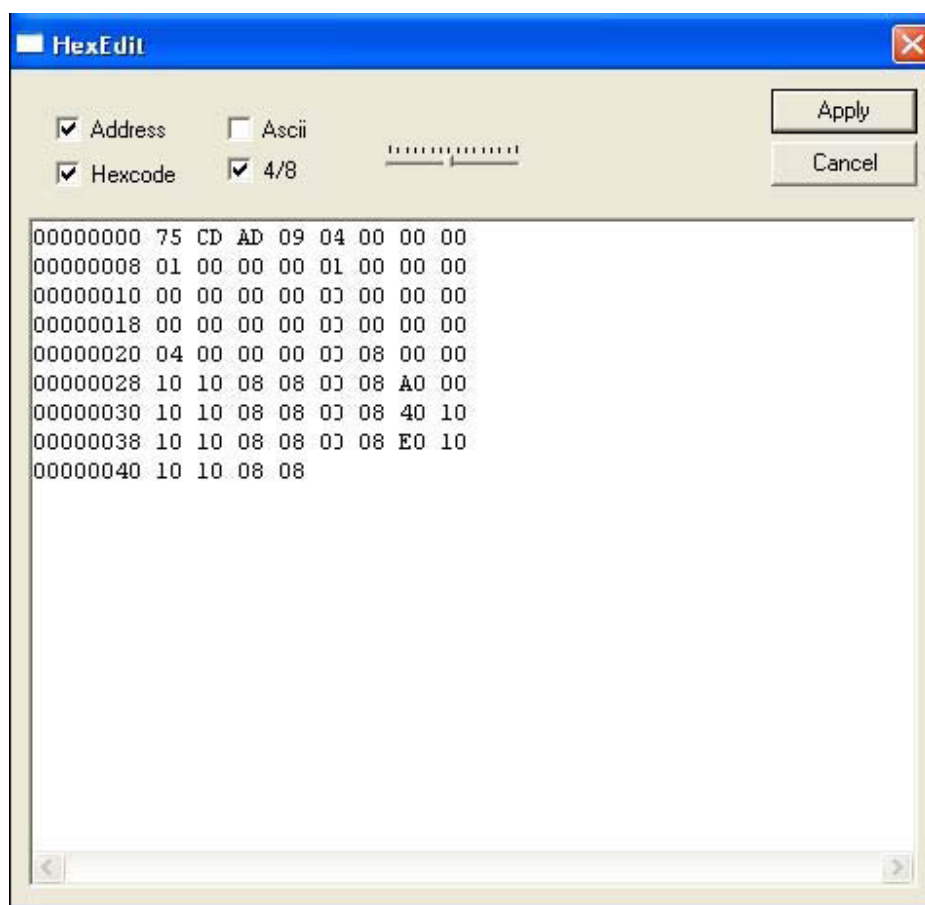 HexEdit
Address
Ascii
Apply
Hexcode
4/8
Cancel
00000000 75 CD AD 09 04 00 00 00
00000008 01 00 00 00 01 00 00 00
00000010 00 00 00 00 00 00 00 00
00000018 00 00 00 00 00 00 00 00
00000020 04 00 00 00 00 08 00 00
00000028 10 10 08 08 00 08 A0 00
00000030 10 10 08 08 00 08 40 10
00000038 10 10 08 08 00 08 E0 10
00000040 10 10 08 08